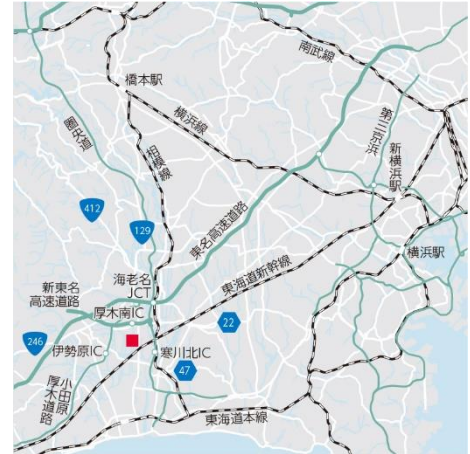 南武線
橋本駅
横浜線
第三京浜
圏央道
相模線
新横浜駅
412
129
東名高速道路
横浜駅
海老名
JCT
東海道新幹線
新東名
高速道路
厚木南IC
22
246
伊勢原IC
寒川北IC
47
小田原
厚木道路
東海道本線